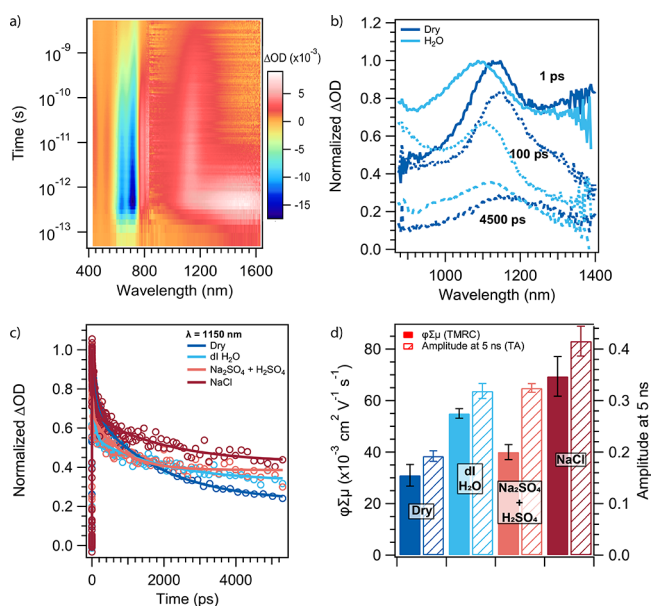 a)
Time (s)
10⁻⁹
10⁻¹⁰
10⁻¹¹
10⁻¹²
10⁻¹³
400 800 1200 1600
Wavelength (nm)
ΔOD (x10⁻³)
5
0
-5
-10
-15
b)
Normalized ΔOD
1.2
1.0
0.8
0.6
0.4
0.2
0.0
Dry
H₂O
1 ps
100 ps
4500 ps
1000 1200 1400
Wavelength (nm)
c)
Normalized ΔOD
1.0
0.8
0.6
0.4
0.2
0.0
λ = 1150 nm
Dry
dI H₂O
Na₂SO₄ + H₂SO₄
NaCl
0 2000 4000
Time (ps)
d)
φΣμ (x10⁻³ cm² V⁻¹ s⁻¹)
80
60
40
20
0
φΣμ (TMRC)
Amplitude at 5 ns (TA)
Dry
dI
H₂O
Na₂SO₄
+
H₂SO₄
NaCl
0.4
0.3
0.2
0.1
0.0
Amplitude at 5 ns